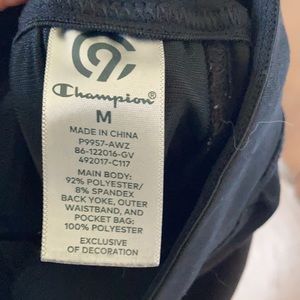 C9
Champion
M
MADE IN CHINA
P9957-AWZ
86-122016-GV
492017-C117
MAIN BODY:
92% POLYESTER/
8% SPANDEX
BACK YOKE, OUTER
WAISTBAND, AND
POCKET BAG:
100% POLYESTER
EXCLUSIVE
OF DECORATION